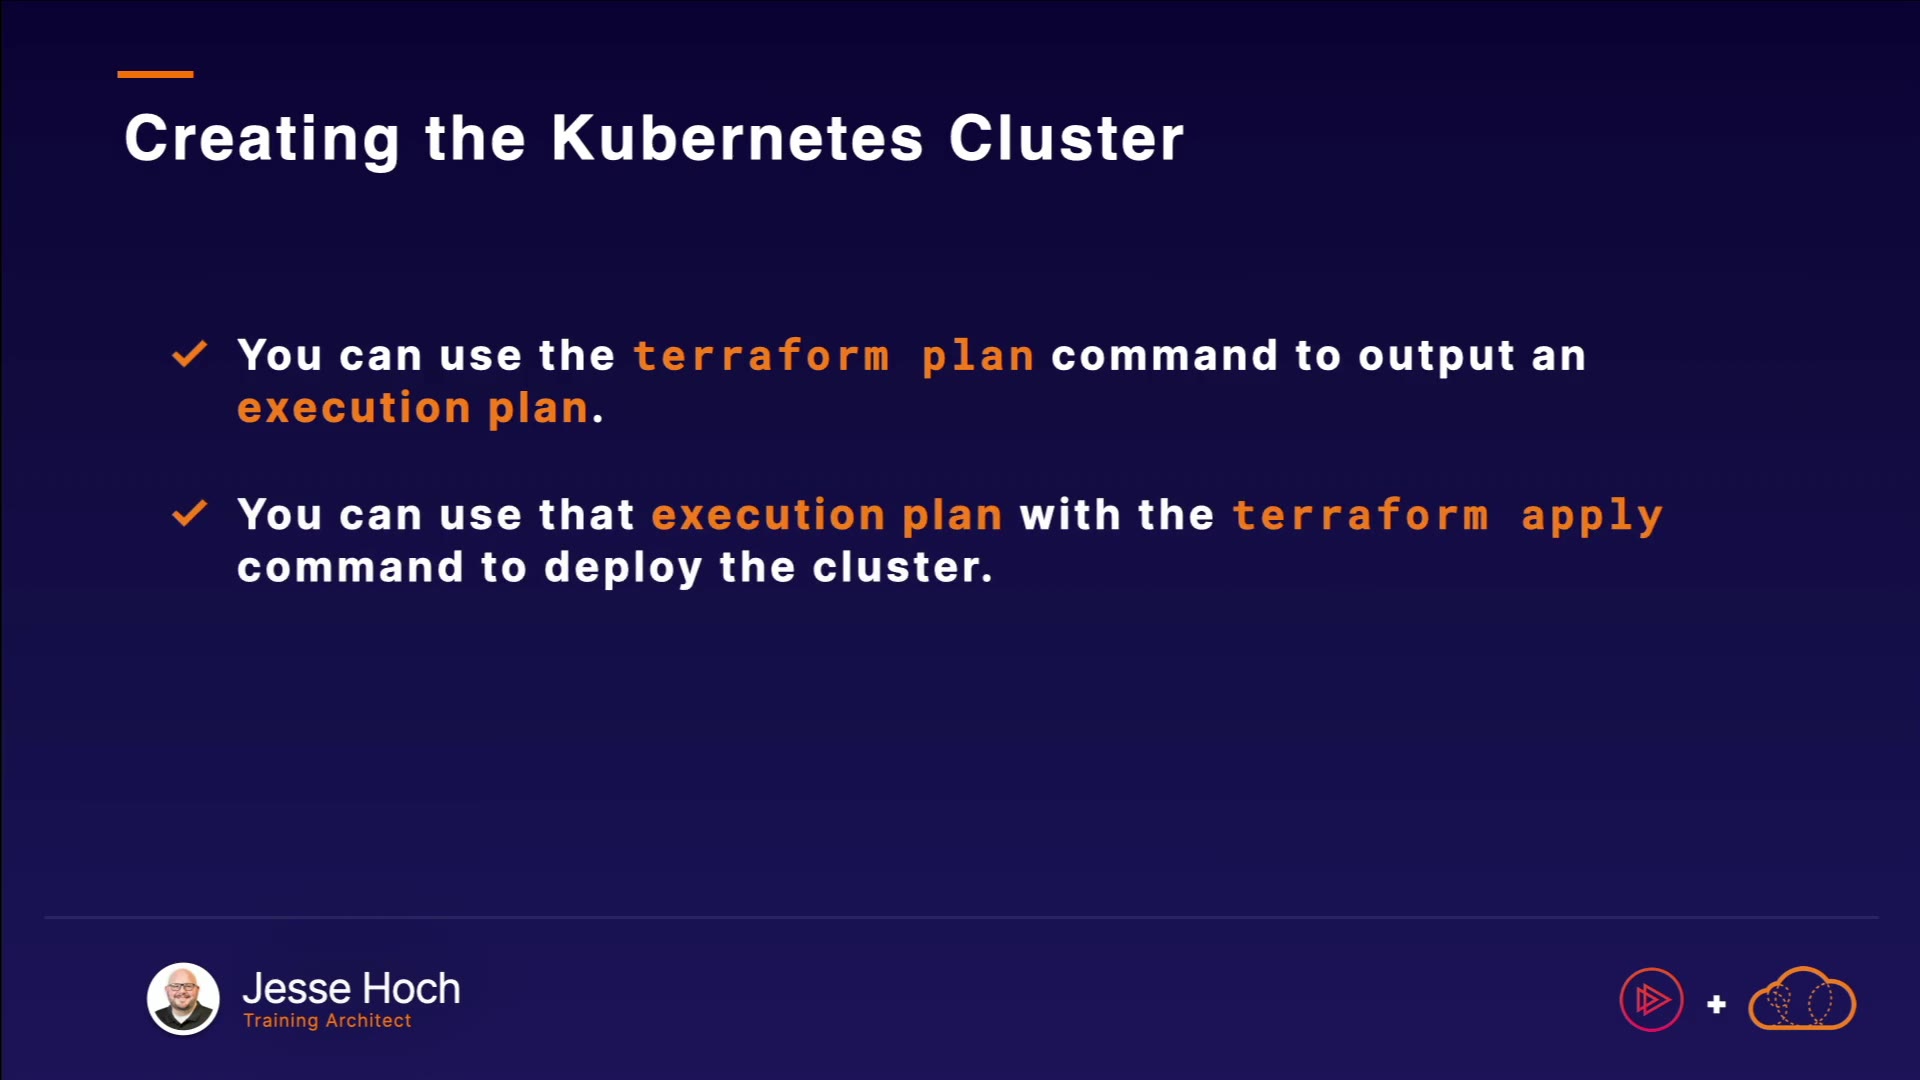 Creating the Kubernetes Cluster
You can use the terraform plan command to output an
execution plan.
You can use that execution plan with the terraform apply
command to deploy the cluster.
Jesse Hoch
Training Architect